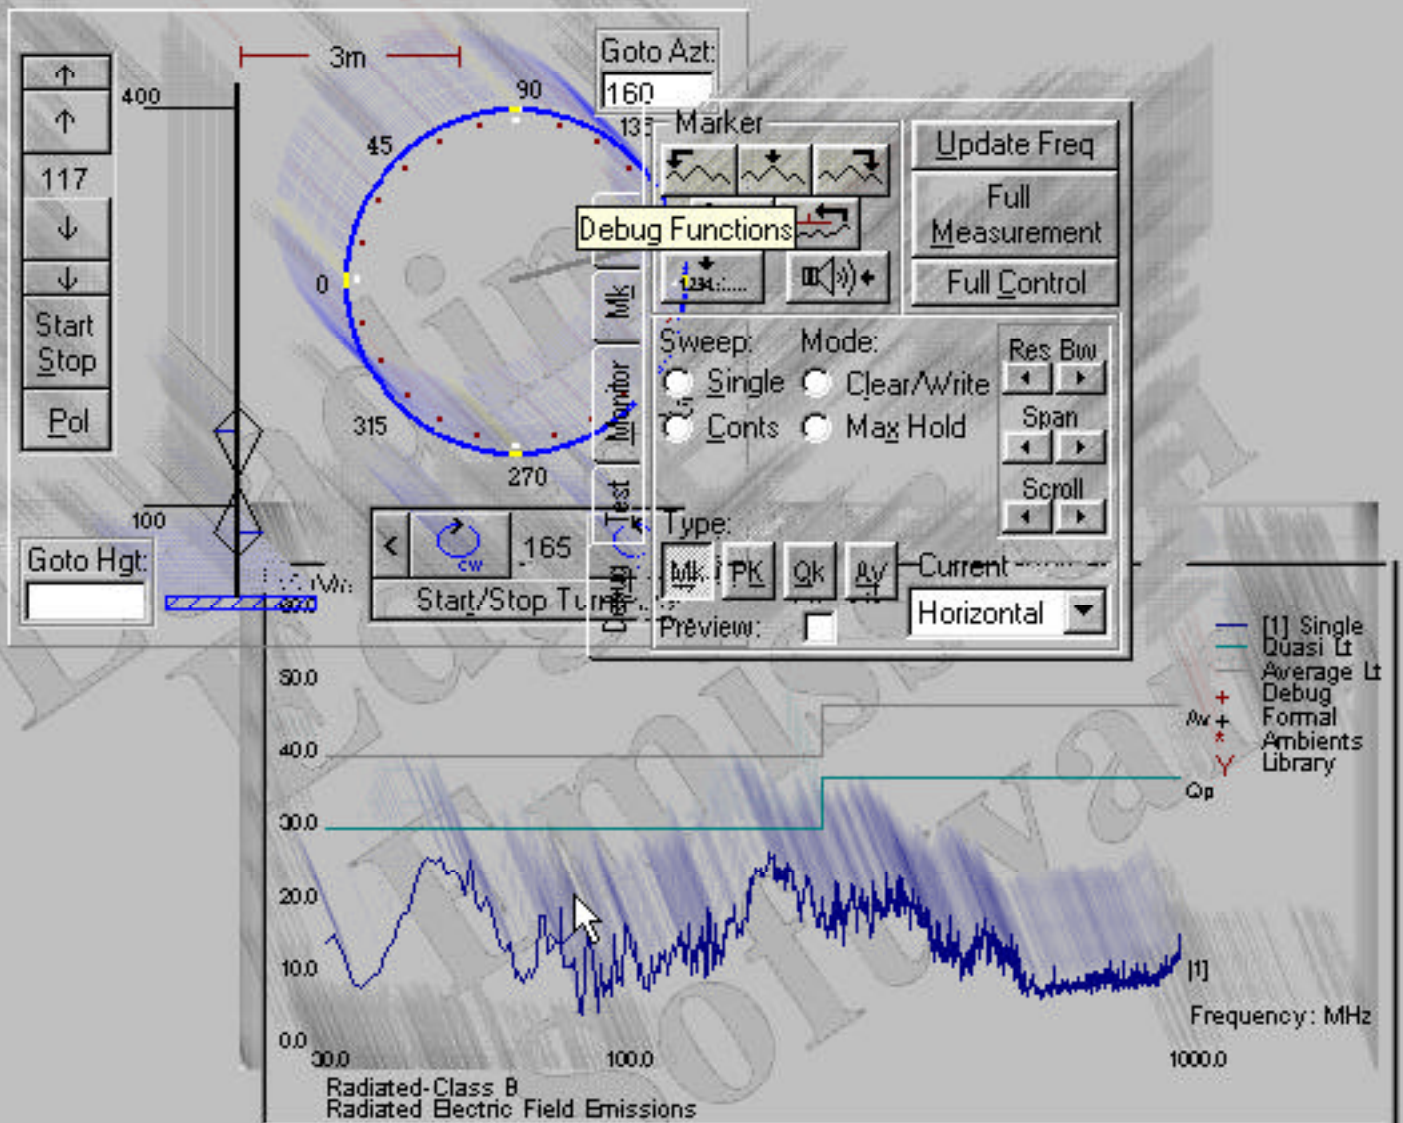 3m
400
117
Start
Stop
Pol
100
Goto Hgt:
90
45
0
315
270
Goto Azt:
160
Debug Functions
Marker
Update Freq
Full
Measurement
Full Control
Mk
Monitor
Test
Debug
Sweep:
Single
Conts
Mode:
Clear/Write
Max Hold
Res Bw
Span
Scroll
Type:
Mk PK Qk AV
Preview:
Current
Horizontal
<
cw
165
[1] Single
Quasi Lt
Average Lt
Debug
Formal
Ambients
Library
Av
Qp
50.0
40.0
30.0
20.0
10.0
0.0
30.0
100.0
1000.0
[1]
Frequency: MHz
Radiated-Class B
Radiated Electric Field Emissions